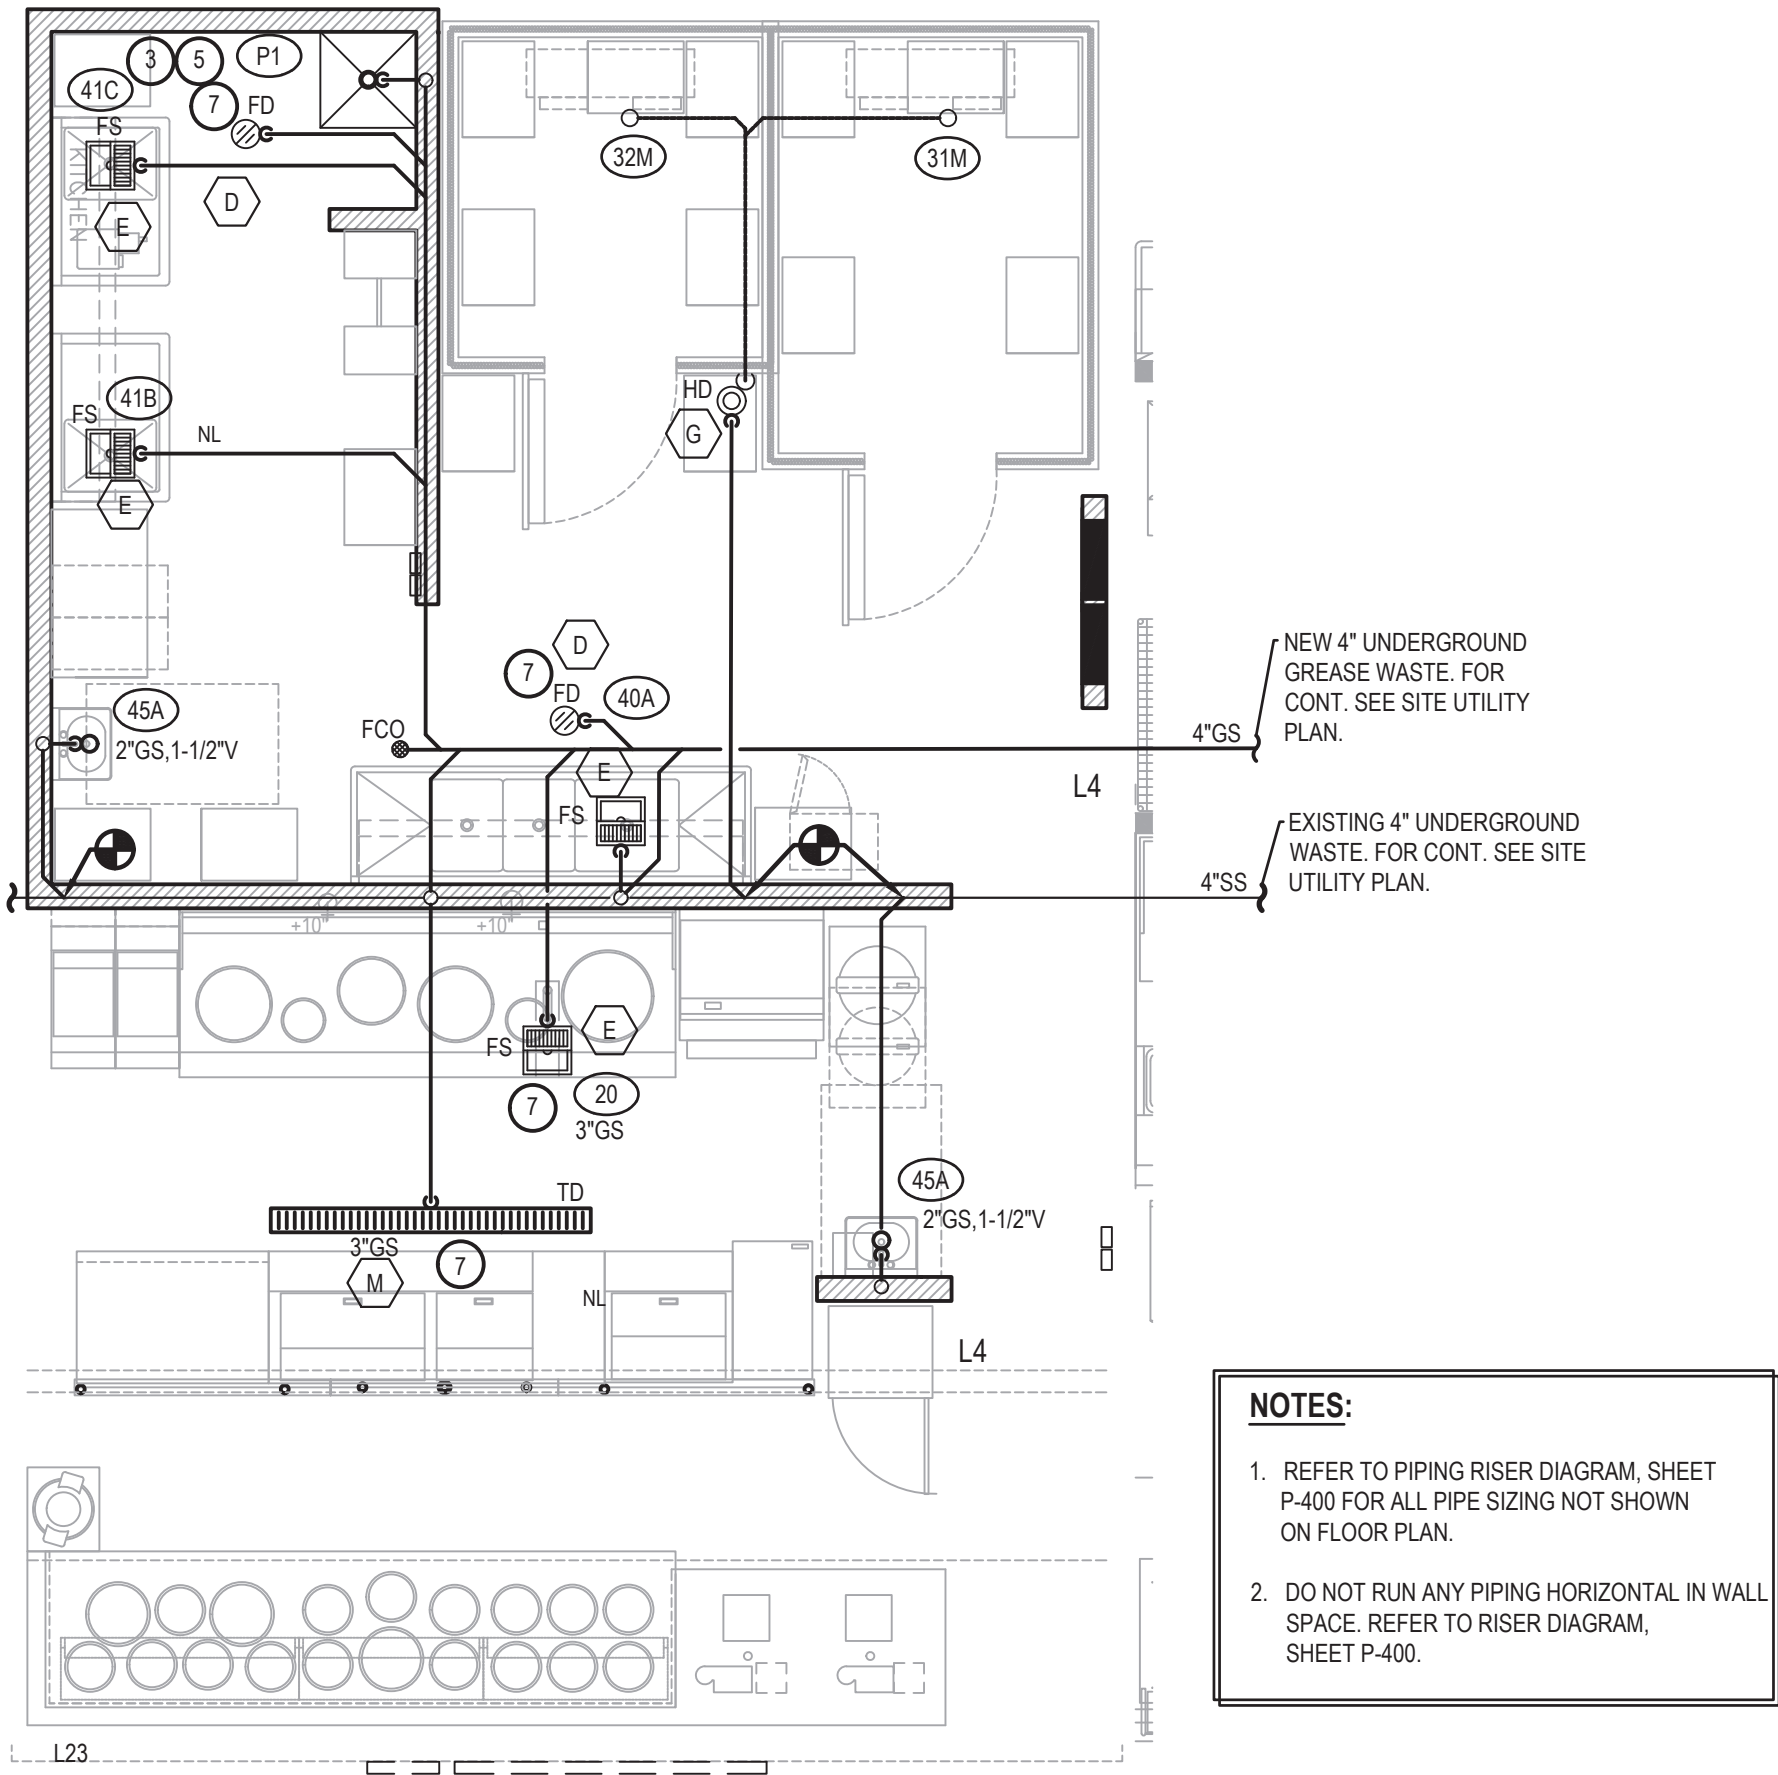 3
5
P1
41C
7
FD
FS
KITCHEN
D
E
32M
31M
HD
G
41B
FS
NL
E
D
7
FD
40A
45A
2"GS,1-1/2"V
FCO
E
FS
4"GS
NEW 4" UNDERGROUND
GREASE WASTE. FOR
CONT. SEE SITE UTILITY
PLAN.
L4
4"SS
EXISTING 4" UNDERGROUND
WASTE. FOR CONT. SEE SITE
UTILITY PLAN.
+10"
+10"
FS
E
7
20
3"GS
TD
45A
2"GS,1-1/2"V
3"GS
7
M
NL
L4
NOTES:
1. REFER TO PIPING RISER DIAGRAM, SHEET
P-400 FOR ALL PIPE SIZING NOT SHOWN
ON FLOOR PLAN.
2. DO NOT RUN ANY PIPING HORIZONTAL IN WALL
SPACE. REFER TO RISER DIAGRAM,
SHEET P-400.
L23